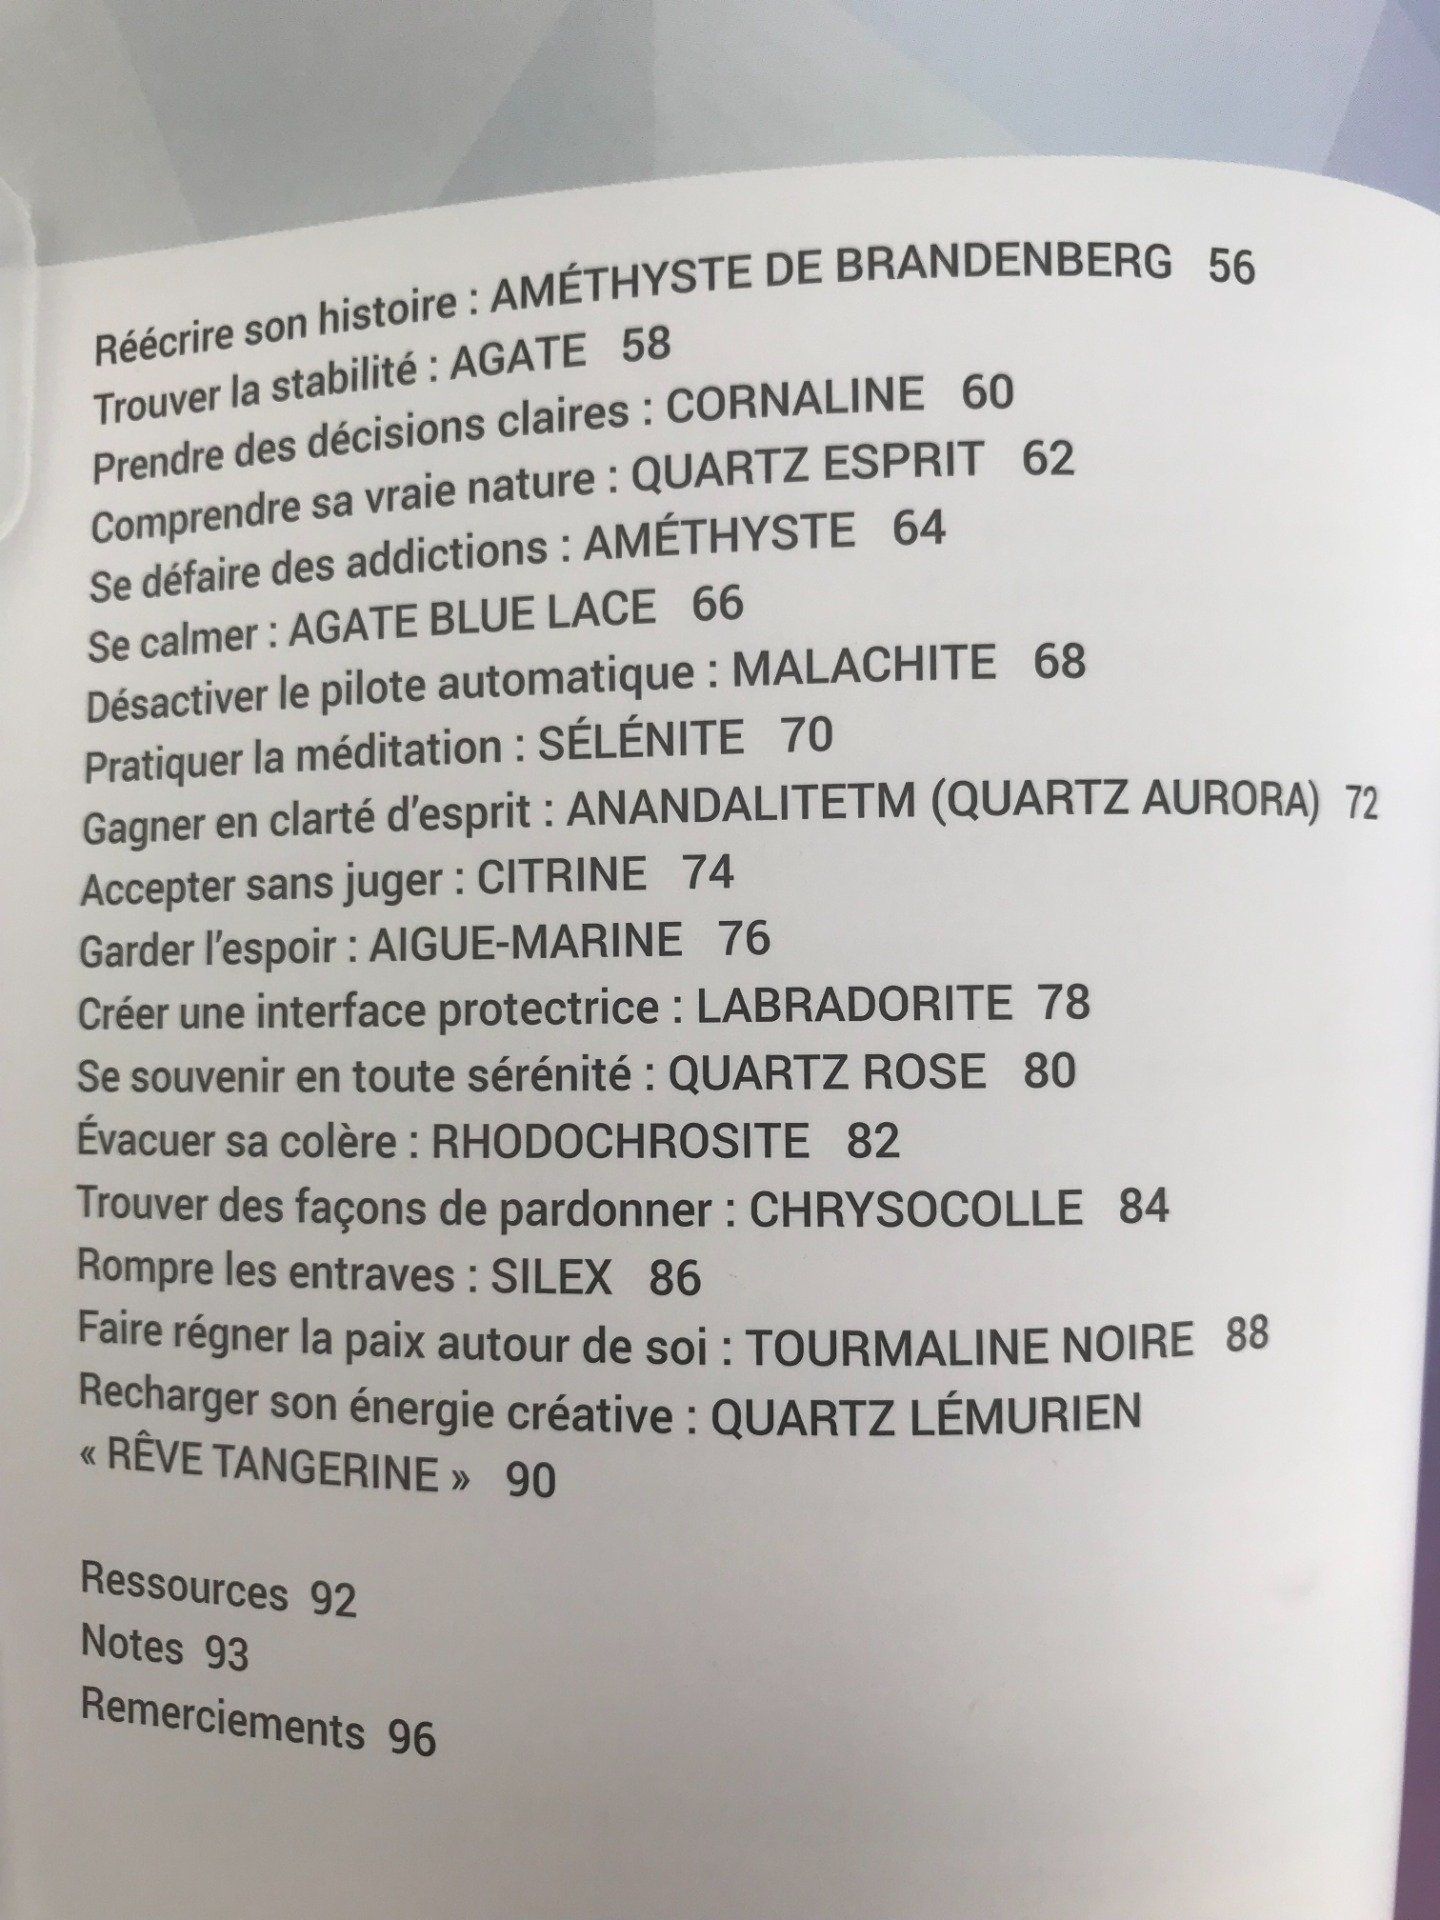 Réécrire son histoire : AMÉTHYSTE DE BRANDENBERG 56
Trouver la stabilité : AGATE 58
Prendre des décisions claires : CORNALINE 60
Comprendre sa vraie nature : QUARTZ ESPRIT 62
Se défaire des addictions : AMÉTHYSTE 64
Se calmer : AGATE BLUE LACE 66
Désactiver le pilote automatique : MALACHITE 68
Pratiquer la méditation : SÉLÉNITE 70
Gagner en clarté d'esprit : ANANDALITETM (QUARTZ AURORA) 72
Accepter sans juger : CITRINE 74
Garder l'espoir : AIGUE-MARINE 76
Créer une interface protectrice : LABRADORITE 78
Se souvenir en toute sérénité : QUARTZ ROSE 80
Évacuer sa colère : RHODOCHROSITE 82
Trouver des façons de pardonner : CHRYSOCOLLE 84
Rompre les entraves : SILEX 86
Faire régner la paix autour de soi : TOURMALINE NOIRE 88
Recharger son énergie créative : QUARTZ LÉMURIEN
« RÊVE TANGERINE » 90
Ressources 92
Notes 93
Remerciements 96